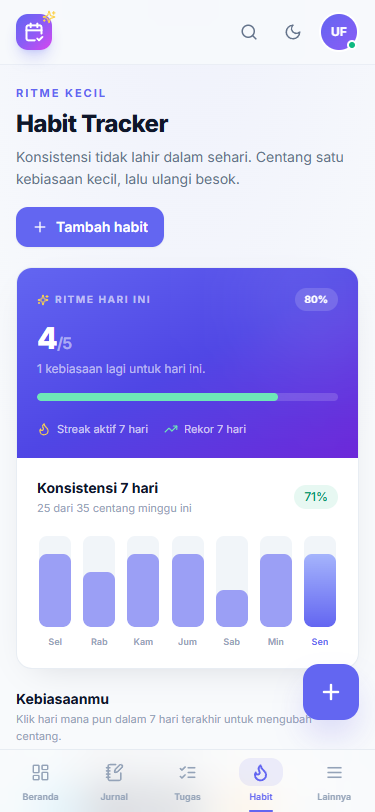 UF
RITME KECIL
Habit Tracker
Konsistensi tidak lahir dalam sehari. Centang satu
kebiasaan kecil, lalu ulangi besok.
+ Tambah habit
RITME HARI INI
80%
4/5
1 kebiasaan lagi untuk hari ini.
Streak aktif 7 hari
Rekor 7 hari
Konsistensi 7 hari
71%
25 dari 35 centang minggu ini
Sel Rab Kam Jum Sab Min Sen
Kebiasaanmu
Klik hari mana pun dalam 7 hari terakhir untuk mengubah
centang.
Beranda Jurnal Tugas Habit Lainnya